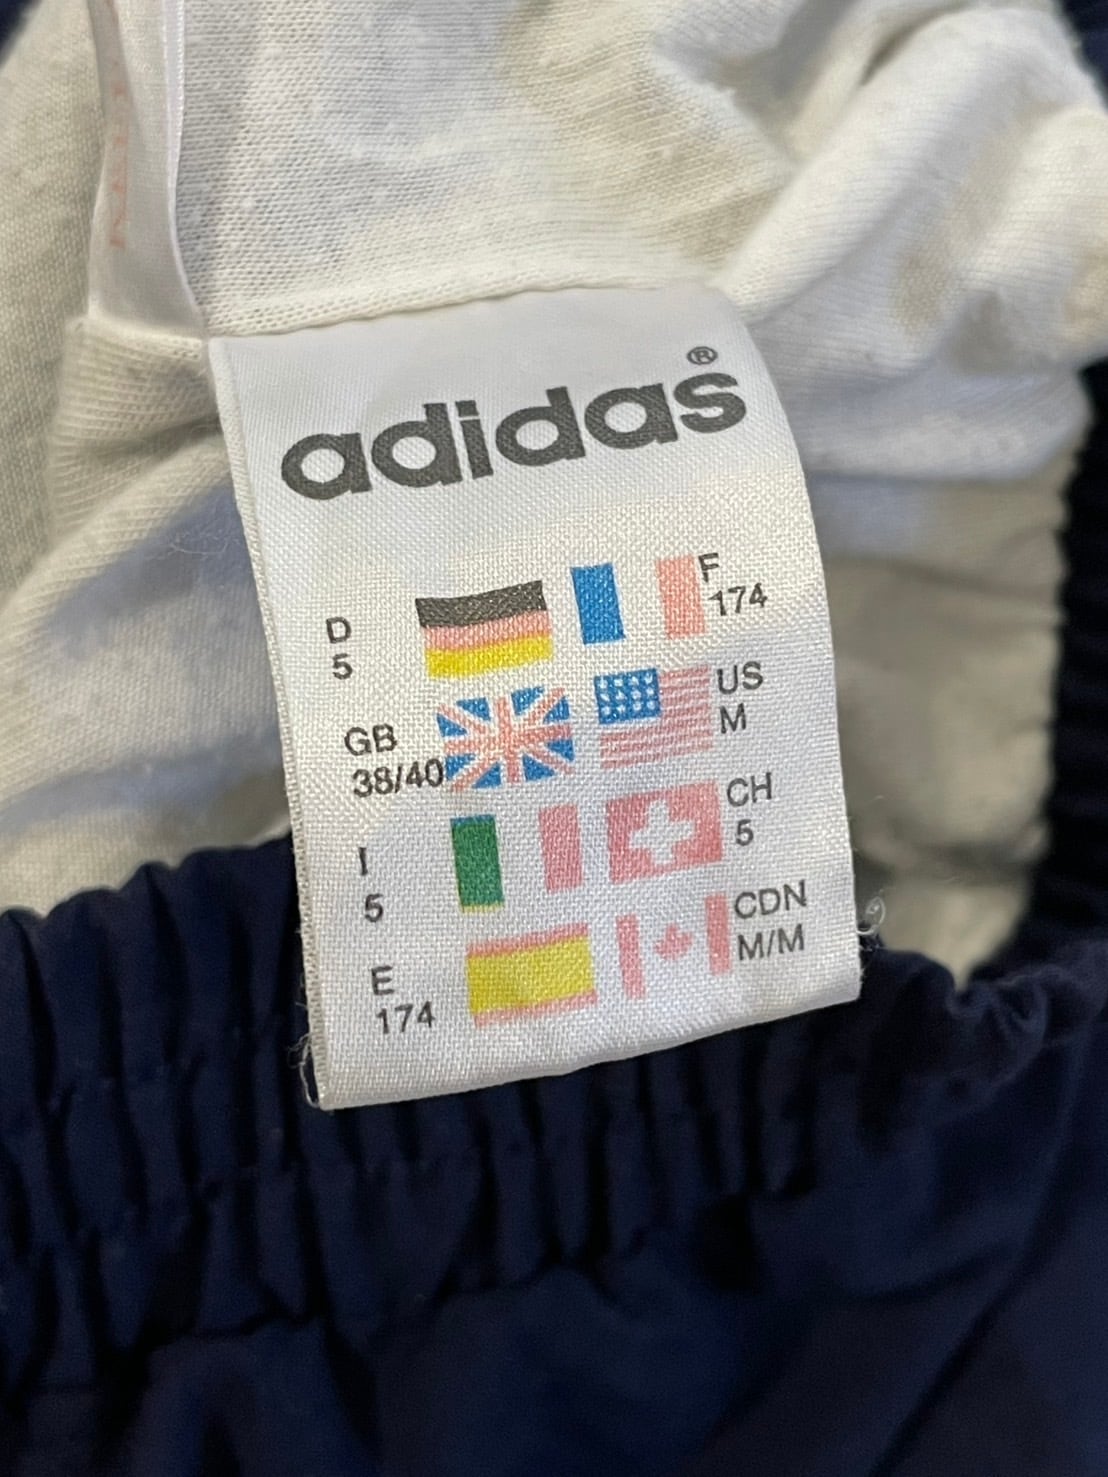 adidas®
D
5
F
174
GB
38/40
US
M
I
5
CH
5
E
174
CDN
M/M